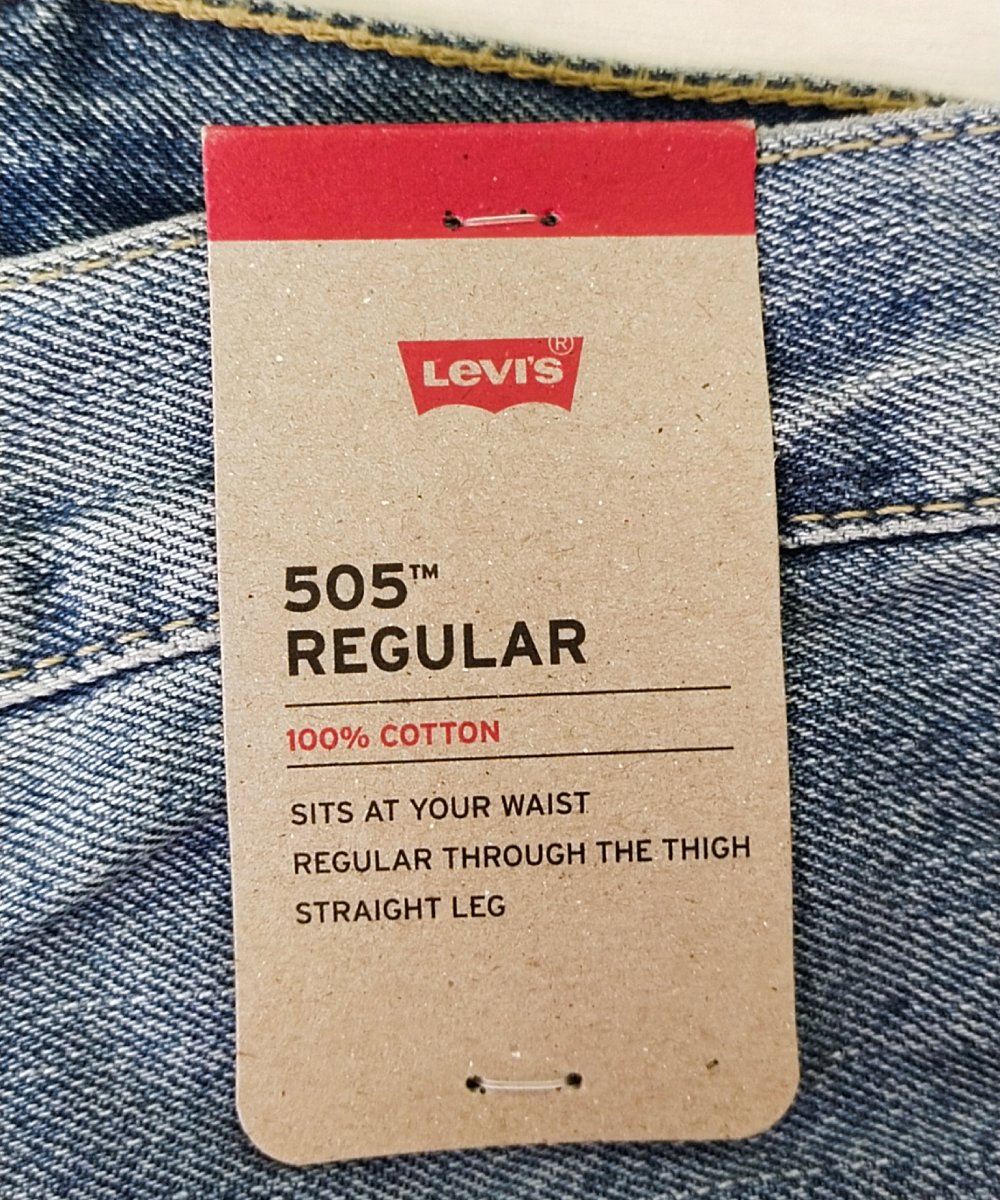 Levi's®
505™
REGULAR
100% COTTON
SITS AT YOUR WAIST
REGULAR THROUGH THE THIGH
STRAIGHT LEG